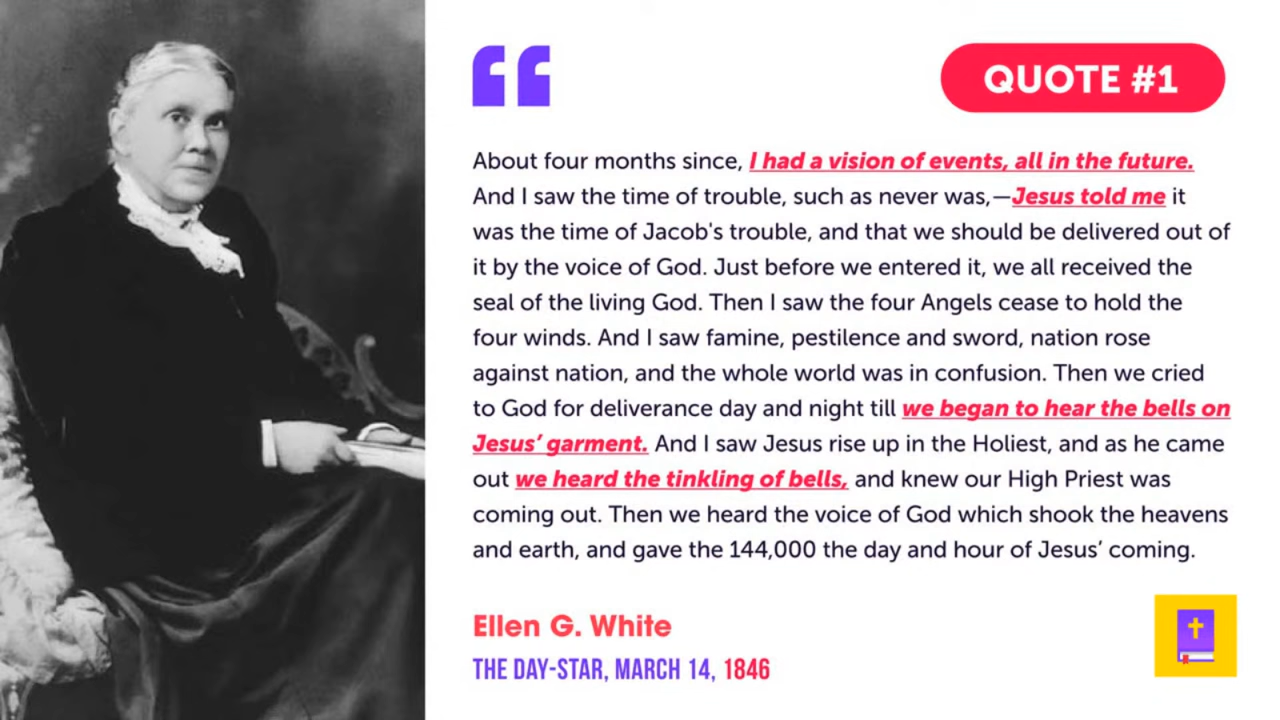 QUOTE #1
About four months since, I had a vision of events, all in the future.
And I saw the time of trouble, such as never was,—Jesus told me it
was the time of Jacob's trouble, and that we should be delivered out of
it by the voice of God. Just before we entered it, we all received the
seal of the living God. Then I saw the four Angels cease to hold the
four winds. And I saw famine, pestilence and sword, nation rose
against nation, and the whole world was in confusion. Then we cried
to God for deliverance day and night till we began to hear the bells on
Jesus’ garment. And I saw Jesus rise up in the Holiest, and as he came
out we heard the tinkling of bells, and knew our High Priest was
coming out. Then we heard the voice of God which shook the heavens
and earth, and gave the 144,000 the day and hour of Jesus’ coming.
Ellen G. White
THE DAY-STAR, MARCH 14, 1846